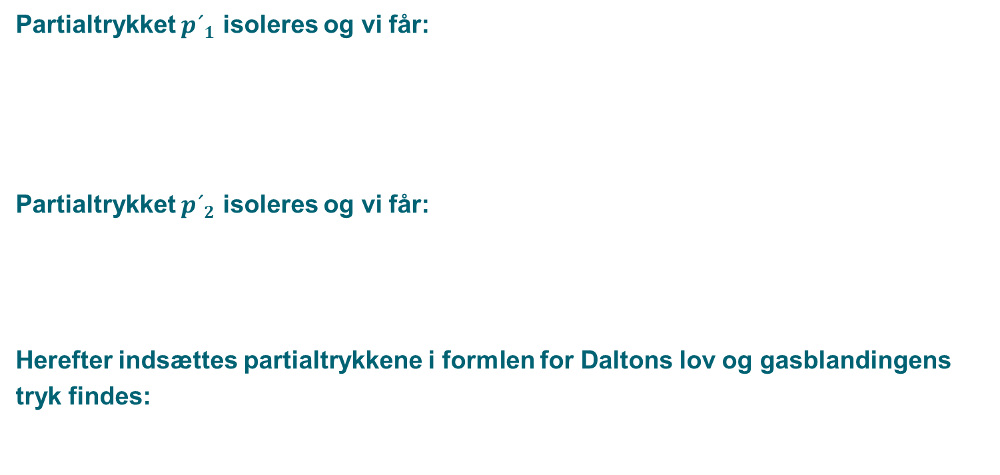 Partialtrykket p´₁ isoleres og vi får:
Partialtrykket p´₂ isoleres og vi får:
Herefter indsættes partialtrykkene i formlen for Daltons lov og gasblandingens
tryk findes: